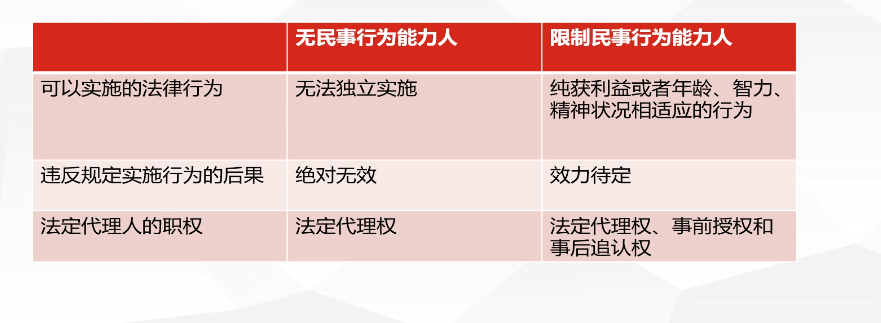 无民事行为能力人
限制民事行为能力人
可以实施的法律行为
无法独立实施
纯获利益或者年龄、智力、
精神状况相适应的行为
违反规定实施行为的后果
绝对无效
效力待定
法定代理人的职权
法定代理权
法定代理权、事前授权和
事后追认权